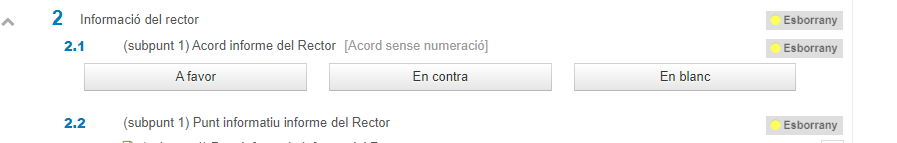 2 Informació del rector Esborrany
2.1 (subpunt 1) Acord informe del Rector [Acord sense numeració] Esborrany
A favor En contra En blanc
2.2 (subpunt 1) Punt informatiu informe del Rector Esborrany